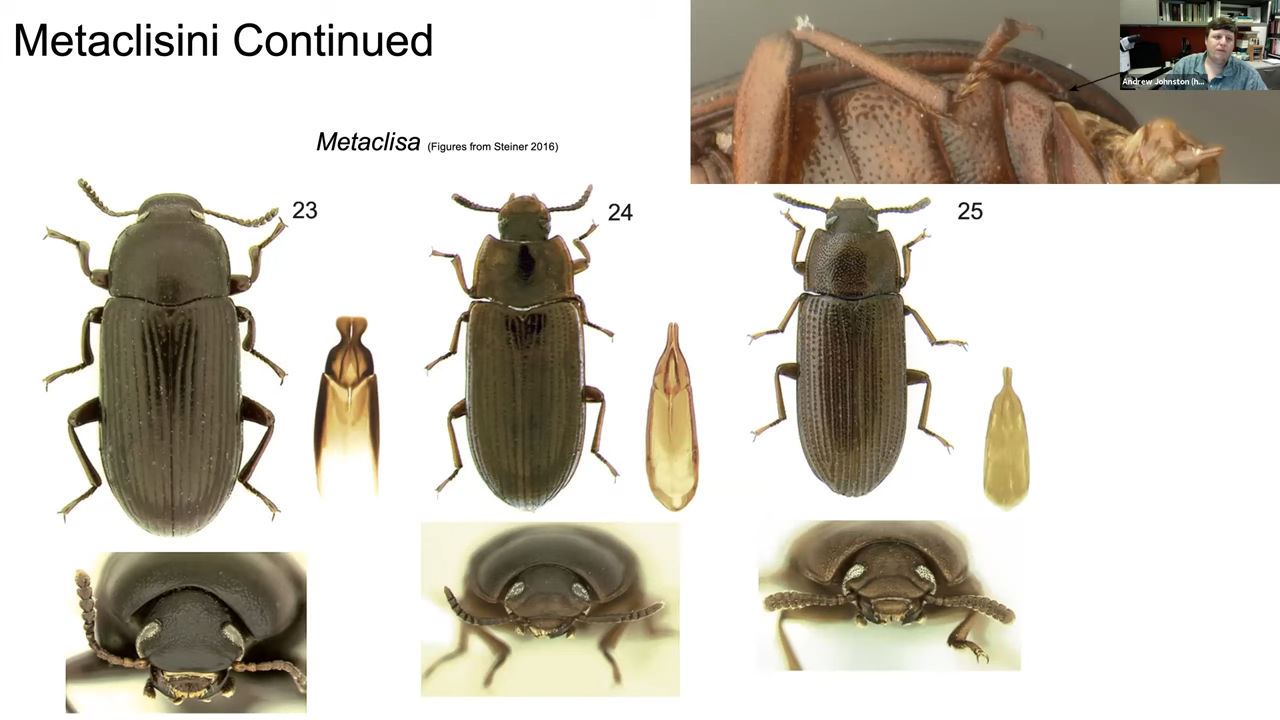 Metaclisini Continued
Andrew Johnston (h...
Metaclisa (Figures from Steiner 2016)
23
24
25